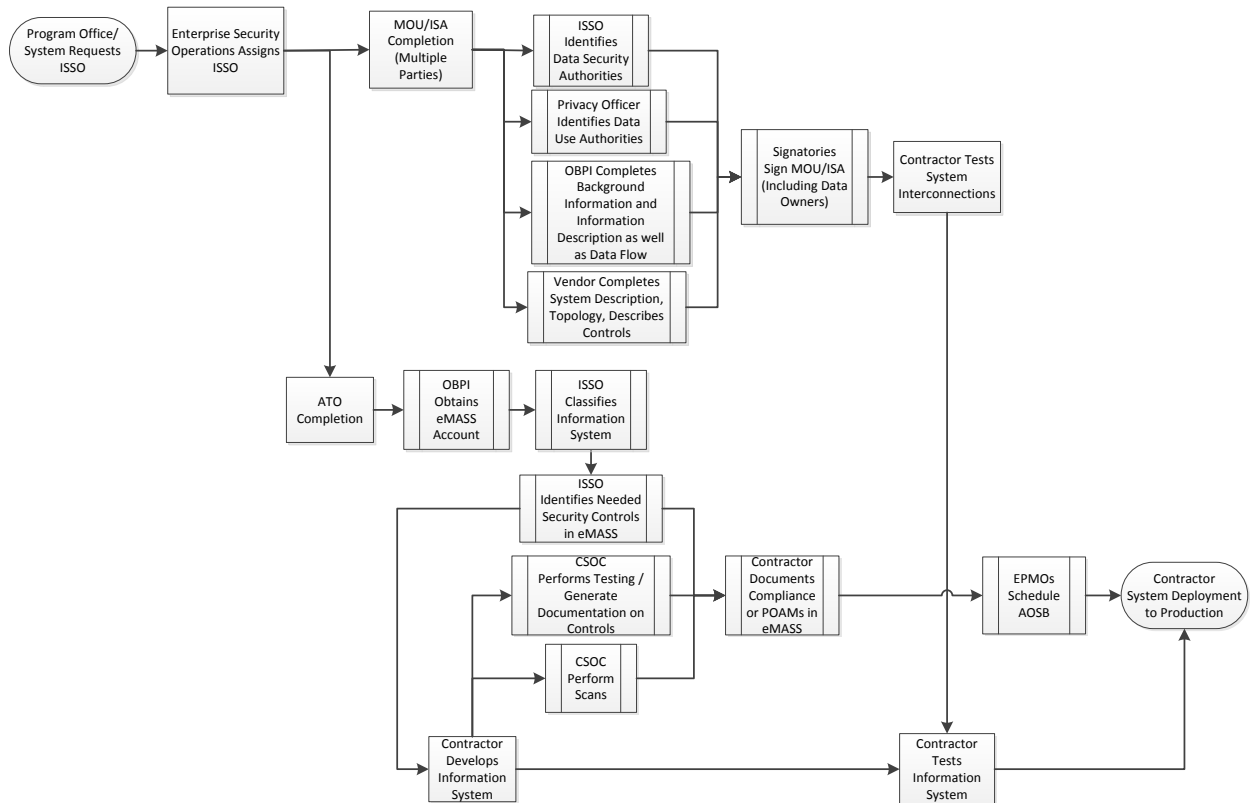 Program Office/
System Requests
ISSO
Enterprise Security
Operations Assigns
ISSO
MOU/ISA
Completion
(Multiple
Parties)
ISSO
Identifies
Data Security
Authorities
Privacy Officer
Identifies Data
Use Authorities
OBPI Completes
Background
Information and
Information
Description as well
as Data Flow
Vendor Completes
System Description,
Topology, Describes
Controls
Signatories
Sign MOU/ISA
(Including Data
Owners)
Contractor Tests
System
Interconnections
ATO
Completion
OBPI
Obtains
eMASS
Account
ISSO
Classifies
Information
System
ISSO
Identifies Needed
Security Controls
in eMASS
CSOC
Performs Testing /
Generate
Documentation on
Controls
CSOC
Perform
Scans
Contractor
Documents
Compliance
or POAMs in
eMASS
EPMOs
Schedule
AOSB
Contractor
System Deployment
to Production
Contractor
Develops
Information
System
Contractor
Tests
Information
System